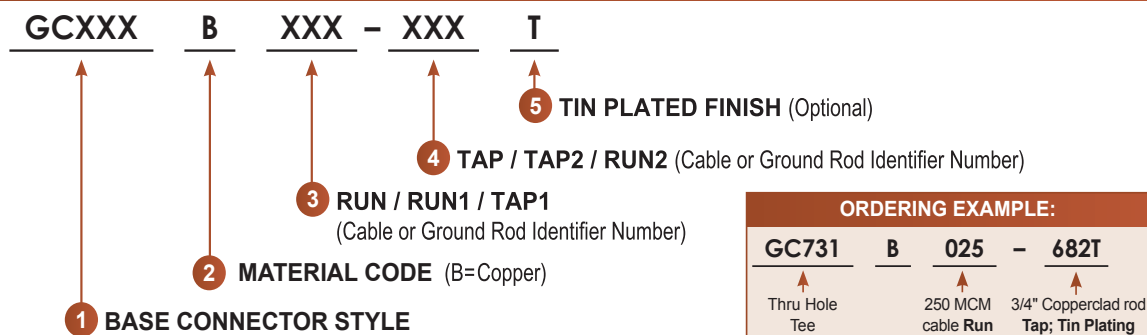 GCXXX B XXX – XXX T
5 TIN PLATED FINISH (Optional)
4 TAP / TAP2 / RUN2 (Cable or Ground Rod Identifier Number)
3 RUN / RUN1 / TAP1
(Cable or Ground Rod Identifier Number)
2 MATERIAL CODE (B=Copper)
1 BASE CONNECTOR STYLE
ORDERING EXAMPLE:
GC731 B 025 – 682T
Thru Hole
Tee
250 MCM
cable Run
3/4" Copperclad rod
Tap; Tin Plating